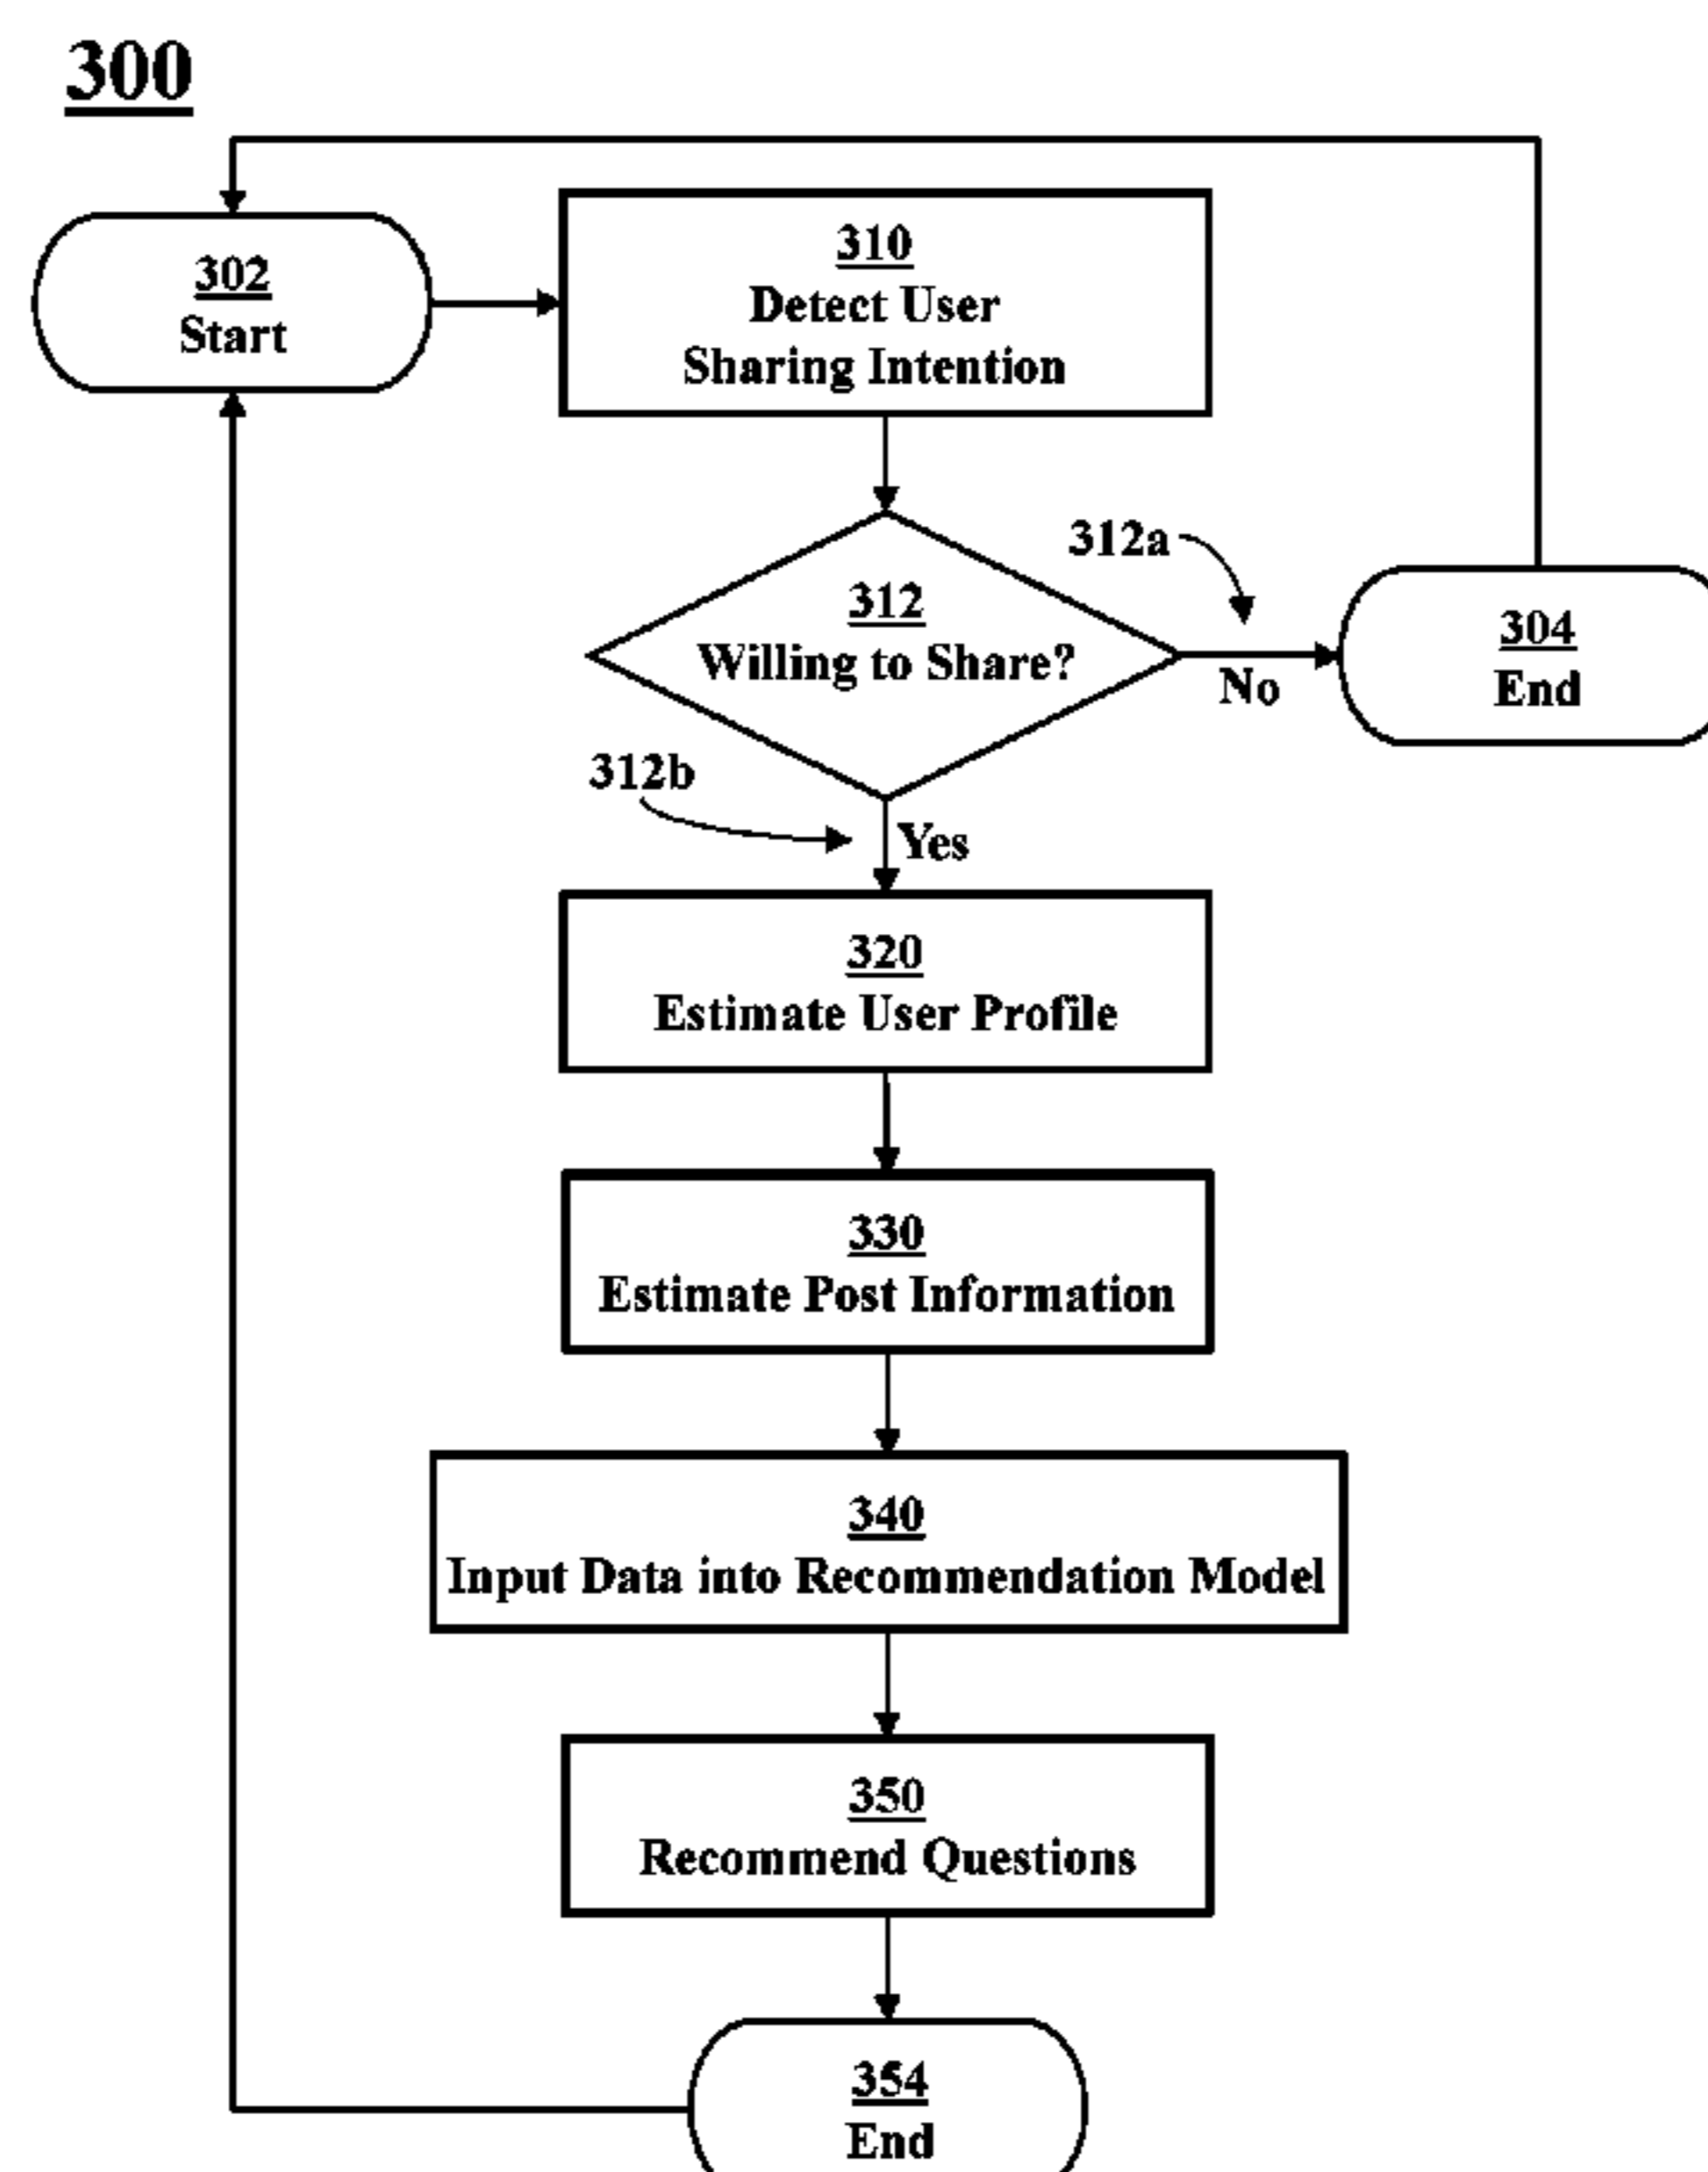 300
302
Start
310
Detect User
Sharing Intention
312a
312
Willing to Share?
No
304
End
312b
Yes
320
Estimate User Profile
330
Estimate Post Information
340
Input Data into Recommendation Model
350
Recommend Questions
354
End